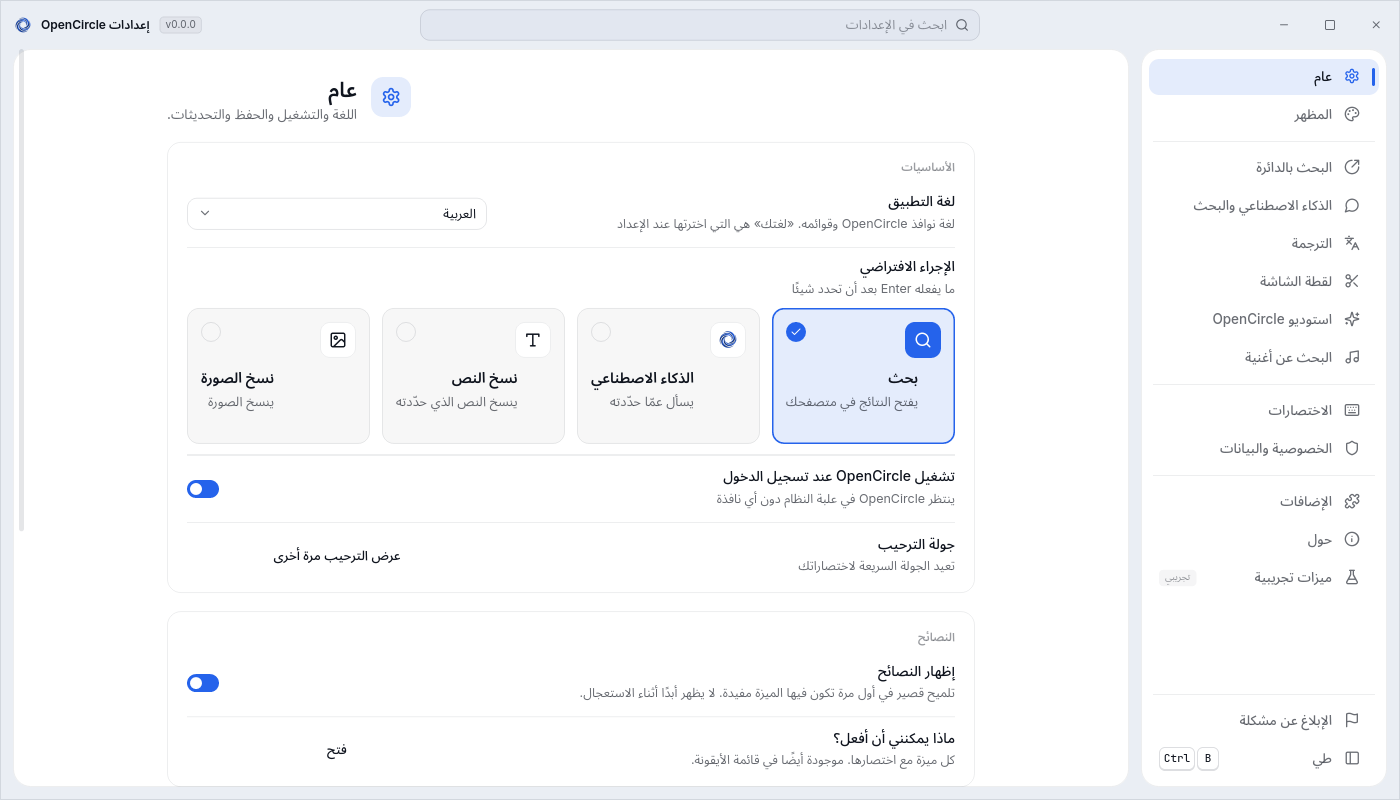 إعدادات OpenCircle
v0.0.0
ابحث في الإعدادات
عام
المظهر
البحث بالدائرة
الذكاء الاصطناعي والبحث
الترجمة
لقطة الشاشة
استوديو OpenCircle
البحث عن أغنية
الاختصارات
الخصوصية والبيانات
الإضافات
حول
ميزات تجريبية
تجريبي
الإبلاغ عن مشكلة
طي
Ctrl B
عام
اللغة والتشغيل والحفظ والتحديثات.
الأساسيات
لغة التطبيق
لغة نوافذ OpenCircle وقوائمه. «لغتك» هي التي اخترتها عند الإعداد
العربية
الإجراء الافتراضي
ما يفعله Enter بعد أن تحدد شيئًا
بحث
يفتح النتائج في متصفحك
الذكاء الاصطناعي
يسأل عمّا حدّدته
نسخ النص
ينسخ النص الذي حدّدته
نسخ الصورة
ينسخ الصورة
تشغيل OpenCircle عند تسجيل الدخول
ينتظر OpenCircle في علبة النظام دون أي نافذة
جولة الترحيب
تعيد الجولة السريعة لاختصاراتك
عرض الترحيب مرة أخرى
النصائح
إظهار النصائح
تلميح قصير في أول مرة تكون فيها الميزة مفيدة. لا يظهر أبدًا أثناء الاستعجال.
ماذا يمكنني أن أفعل؟
كل ميزة مع اختصارها. موجودة أيضًا في قائمة الأيقونة.
فتح